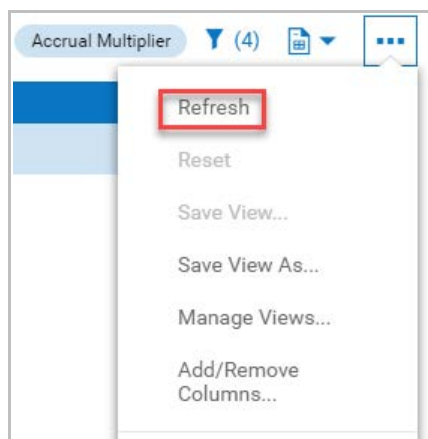 Accrual Multiplier (4)
Refresh
Reset
Save View...
Save View As...
Manage Views...
Add/Remove
Columns...